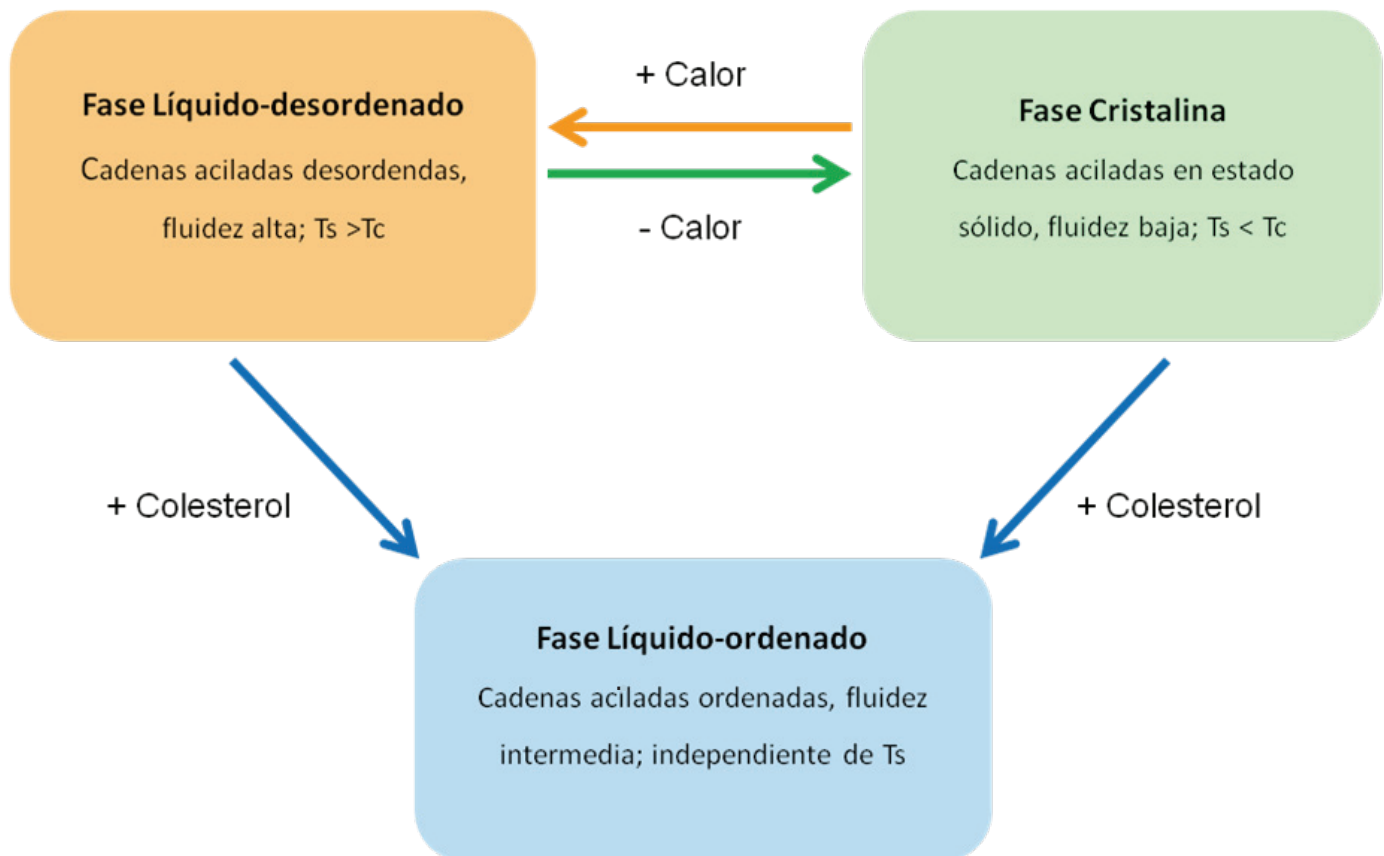 Fase Líquido-desordenado
Cadenas aciladas desordendas,
fluidez alta; Ts >Tc
+ Calor
- Calor
Fase Cristalina
Cadenas aciladas en estado
sólido, fluidez baja; Ts < Tc
+ Colesterol
+ Colesterol
Fase Líquido-ordenado
Cadenas aciladas ordenadas, fluidez
intermedia; independiente de Ts